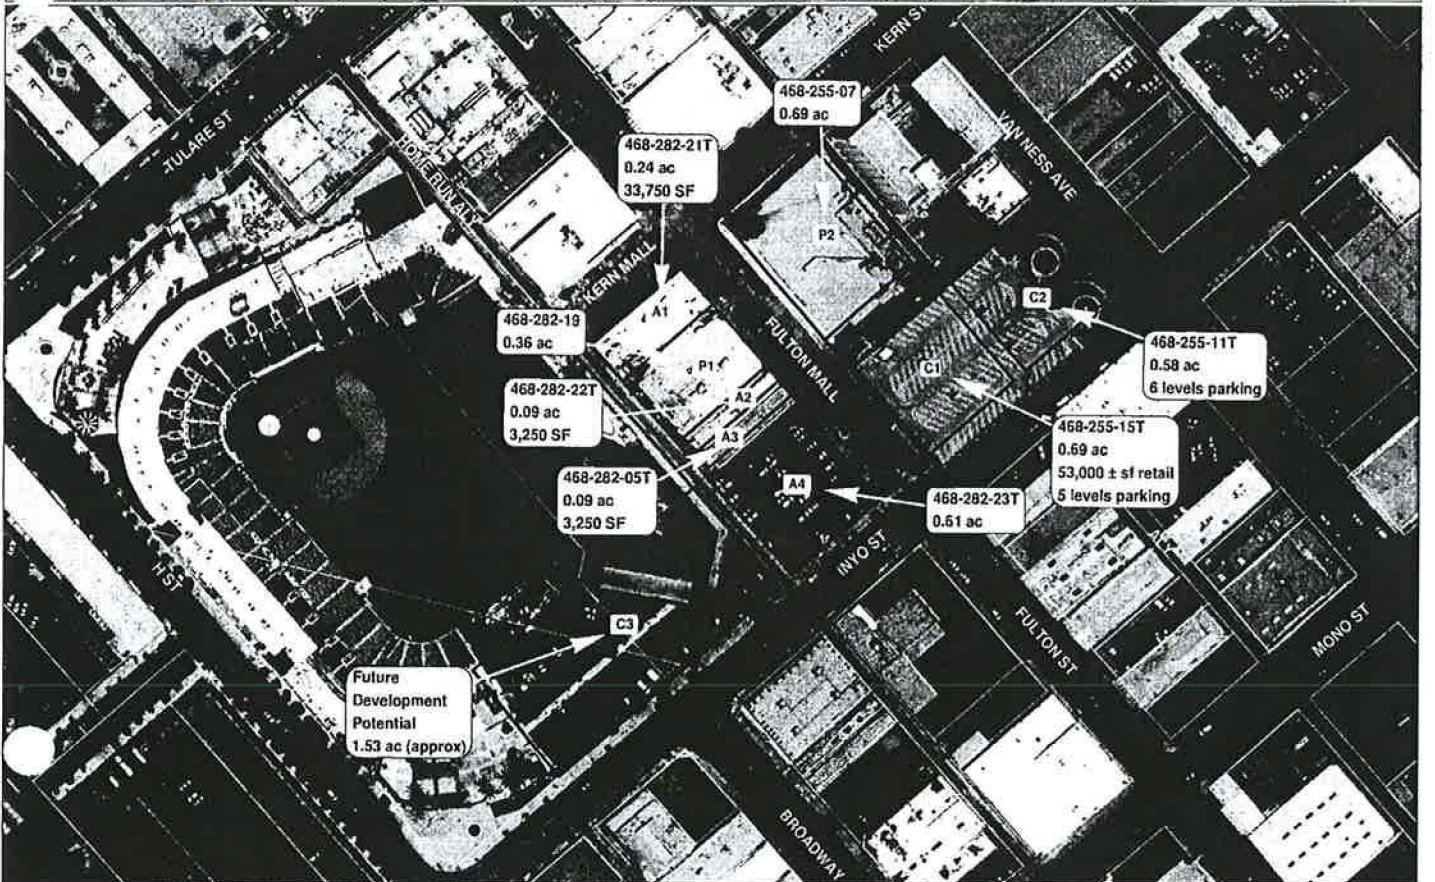 KERN ST
468-255-07
0.69 ac
TULARE ST
VAN NESS AVE
HOME RUN ALY
468-282-21T
0.24 ac
33,750 SF
P2
KERN MALL
C2
A1
468-282-19
0.36 ac
FULTON MALL
468-255-11T
0.58 ac
6 levels parking
P1
C1
468-282-22T
0.09 ac
3,250 SF
A2
468-255-15T
0.69 ac
53,000 ± sf retail
5 levels parking
A3
468-282-05T
0.09 ac
3,250 SF
A4
468-282-23T
0.61 ac
INYO ST
H ST
C3
FULTON ST
MONO ST
Future
Development
Potential
1.53 ac (approx)
BROADWAY